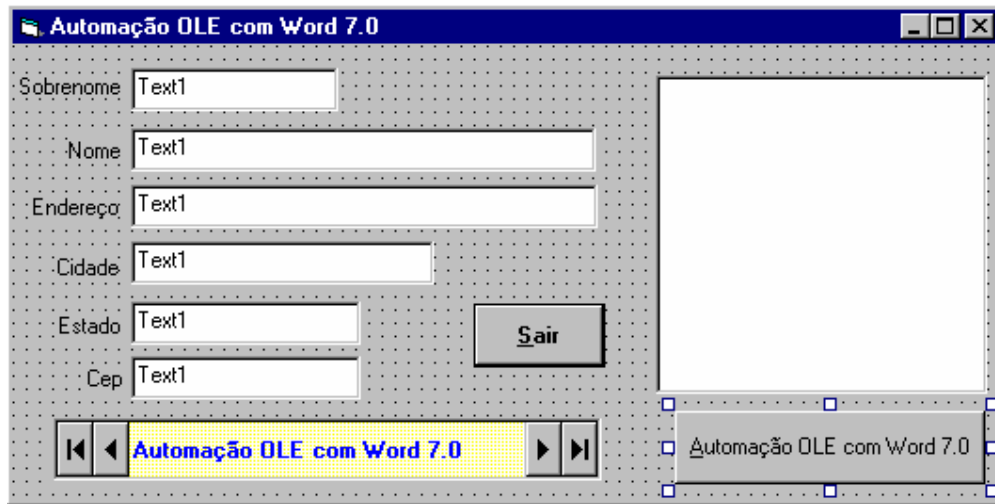 Automação OLE com Word 7.0
Sobrenome Text1
Nome Text1
Endereço Text1
Cidade Text1
Estado Text1
Sair
Cep Text1
Automação OLE com Word 7.0
Automação OLE com Word 7.0